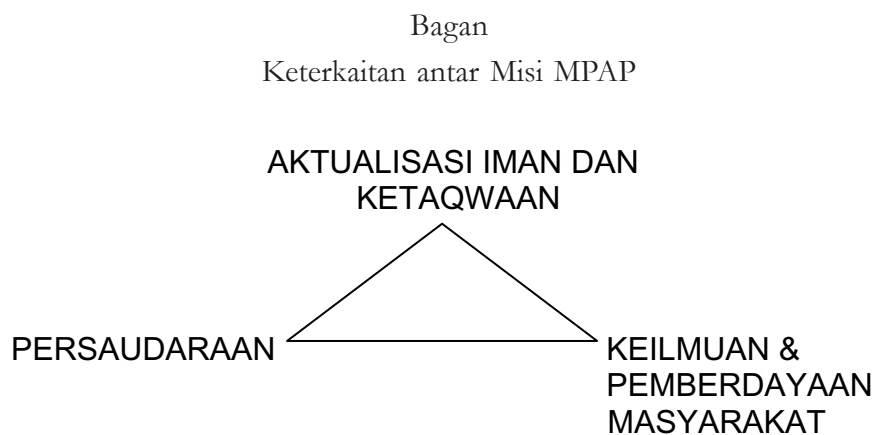 Bagan
Keterkaitan antar Misi MPAP
AKTUALISASI IMAN DAN
KETAQWAAN
PERSAUDARAAN
KEILMUAN &
PEMBERDAYAAN
MASYARAKAT